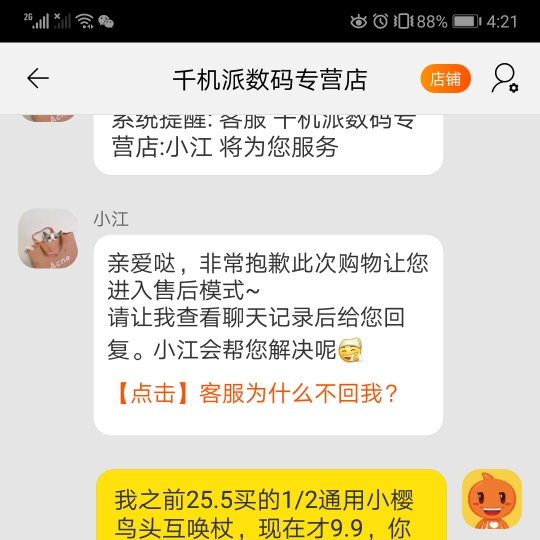 2G
88%
4:21
千机派数码专营店
店铺
系统提醒: 客服 千机派数码专
营店:小江 将为您服务
小江
亲爱哒，非常抱歉此次购物让您
进入售后模式~
请让我查看聊天记录后给您回
复。小江会帮您解决呢
【点击】客服为什么不回我？
Acne
我之前25.5买的1/2通用小樱
鸟头互唤杖，现在才9.9，你